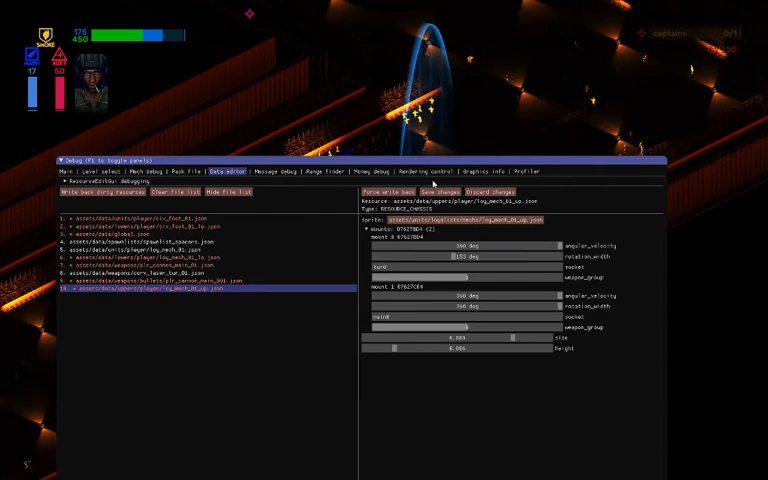 175
450
SMOKE
MAIN
ALT
17
50
captains 0/1
Debug (F1 to toggle panels)
Main | Level select | Mech debug | Pack file | Data editor | Message debug | Range finder | Money debug | Rendering control | Graphics info | Profiler
ResourceEditGui debugging
Write back dirty resources Clear file list Hide file list
Force write back Save changes Discard changes
Resource: assets/data/uppers/player/loy_mech_01_up.json
Type: RESOURCE_CHASSIS
1. + assets/data/units/player/civ_foot_01.json
2. + assets/data/lowers/player/civ_foot_01_lo.json
3. + assets/data/global.json
4. assets/data/spawnlists/spawnlist_spacers.json
5. assets/data/units/player/loy_mech_01.json
6. + assets/data/lowers/player/loy_mech_01_lo.json
7. + assets/data/weapons/plr_cannon_main_01.json
8. assets/data/weapons/corv_laser_tur_01.json
9. + assets/data/weapons/bullets/plr_cannon_main_b01.json
10. + assets/data/uppers/player/loy_mech_01_up.json
sprite: assets/units/loyalists/mechs/loy_mech_01_up.json
mounts: 076275D4 (2)
mount 0 07627BD4
360 deg angular_velocity
153 deg rotation_width
tur0 socket
weapon_group
mount 1 07627C84
360 deg angular_velocity
360 deg rotation_width
main0 socket
weapon_group
size
0.006 height